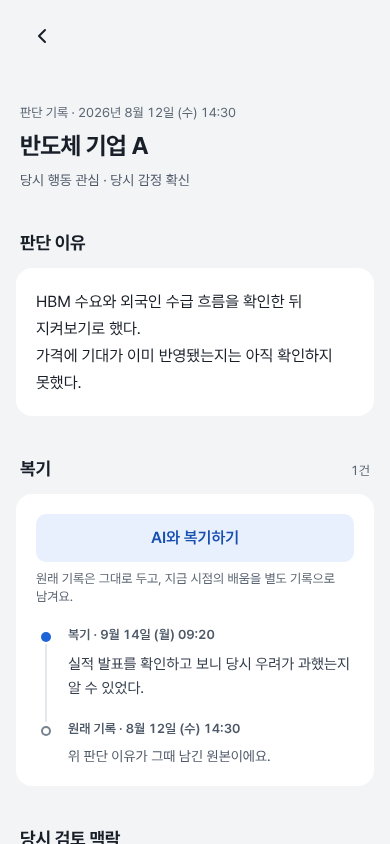 판단 기록 · 2026년 8월 12일 (수) 14:30
반도체 기업 A
당시 행동 관심 · 당시 감정 확신
판단 이유
HBM 수요와 외국인 수급 흐름을 확인한 뒤
지켜보기로 했다.
가격에 기대가 이미 반영됐는지는 아직 확인하지
못했다.
복기
1건
AI와 복기하기
원래 기록은 그대로 두고, 지금 시점의 배움을 별도 기록으로
남겨요.
복기 · 9월 14일 (월) 09:20
실적 발표를 확인하고 보니 당시 우려가 과했는지
알 수 있었다.
원래 기록 · 8월 12일 (수) 14:30
위 판단 이유가 그때 남긴 원본이에요.
당시 검토 맥락